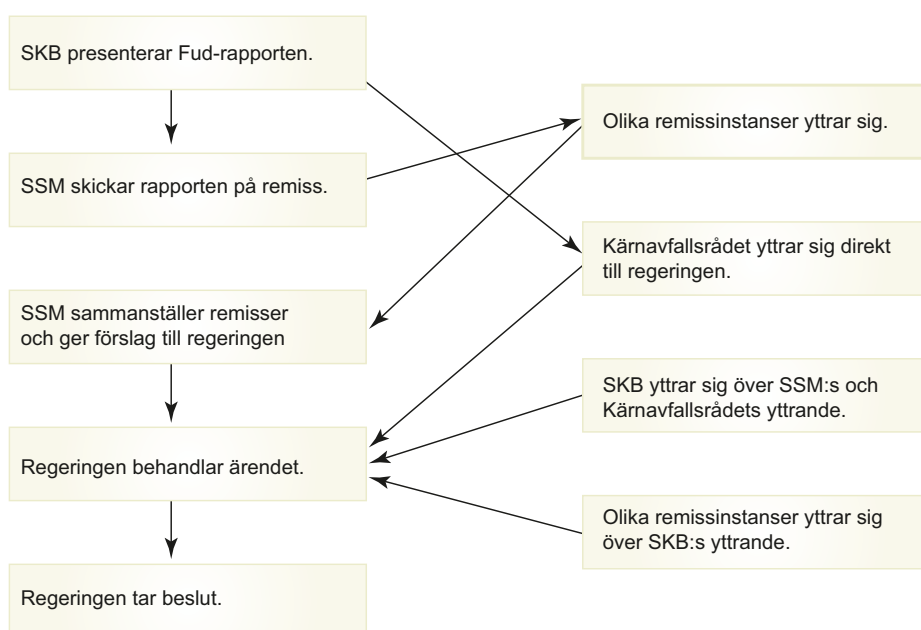 SKB presenterar Fud-rapporten.
SSM skickar rapporten på remiss.
Olika remissinstanser yttrar sig.
Kärnavfallsrådet yttrar sig direkt
till regeringen.
SSM sammanställer remisser
och ger förslag till regeringen
SKB yttrar sig över SSM:s och
Kärnavfallsrådets yttrande.
Regeringen behandlar ärendet.
Olika remissinstanser yttrar sig
över SKB:s yttrande.
Regeringen tar beslut.